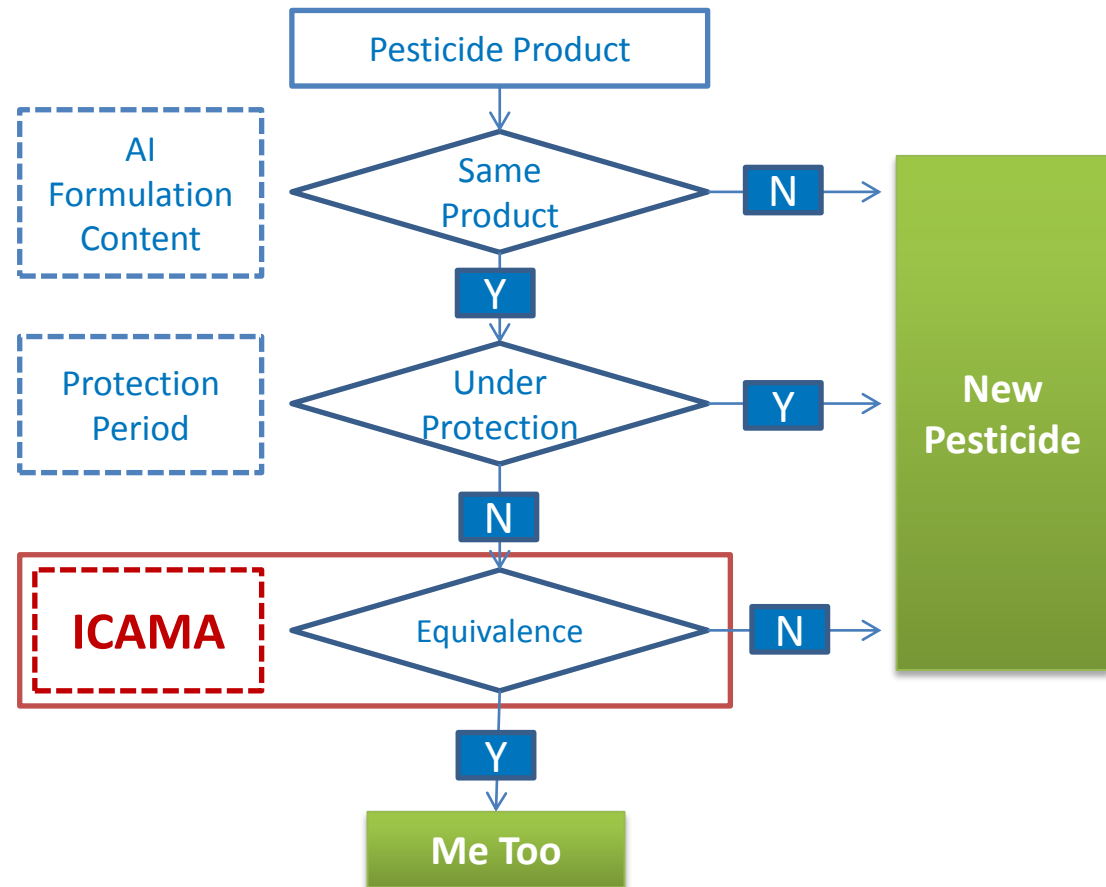 Pesticide Product
AI
Formulation
Content
Same
Product
N
Y
Protection
Period
Under
Protection
Y
New
Pesticide
N
ICAMA
Equivalence
N
Y
Me Too